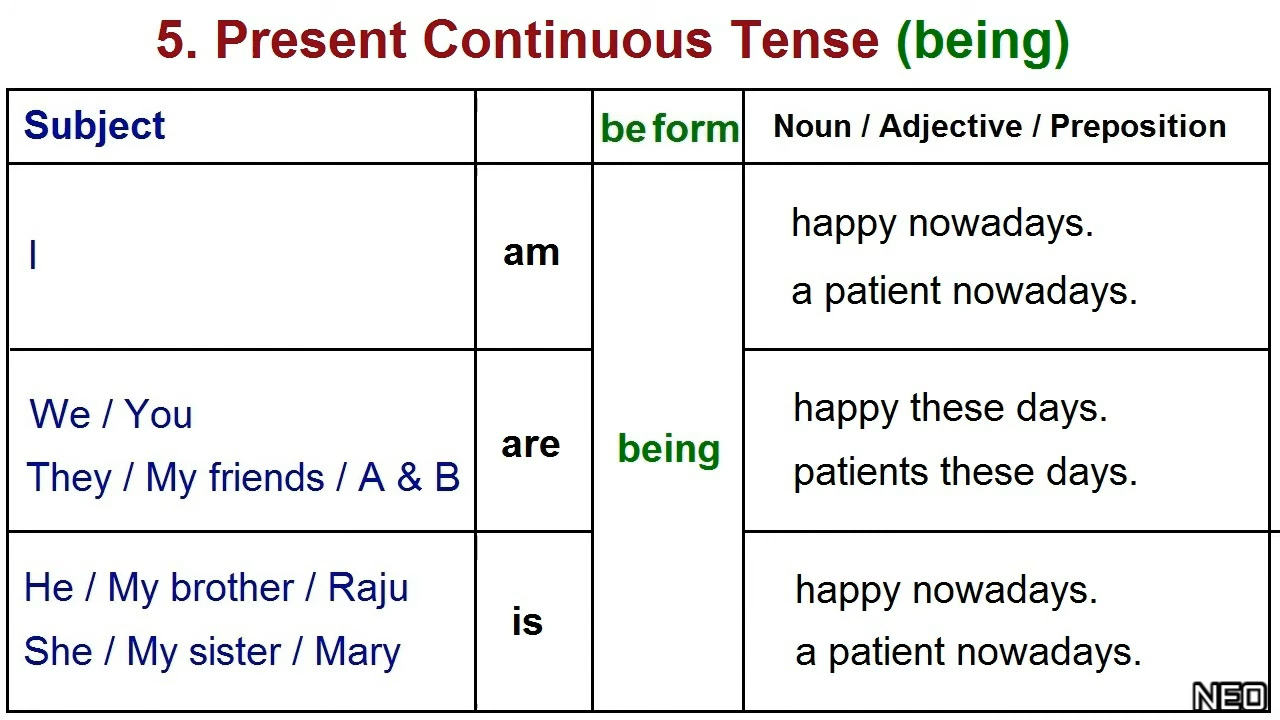 5. Present Continuous Tense (being)
Subject be form Noun / Adjective / Preposition
I
am
happy nowadays.
a patient nowadays.
We / You
They / My friends / A & B
are
being
happy these days.
patients these days.
He / My brother / Raju
She / My sister / Mary
is
happy nowadays.
a patient nowadays.
NEO